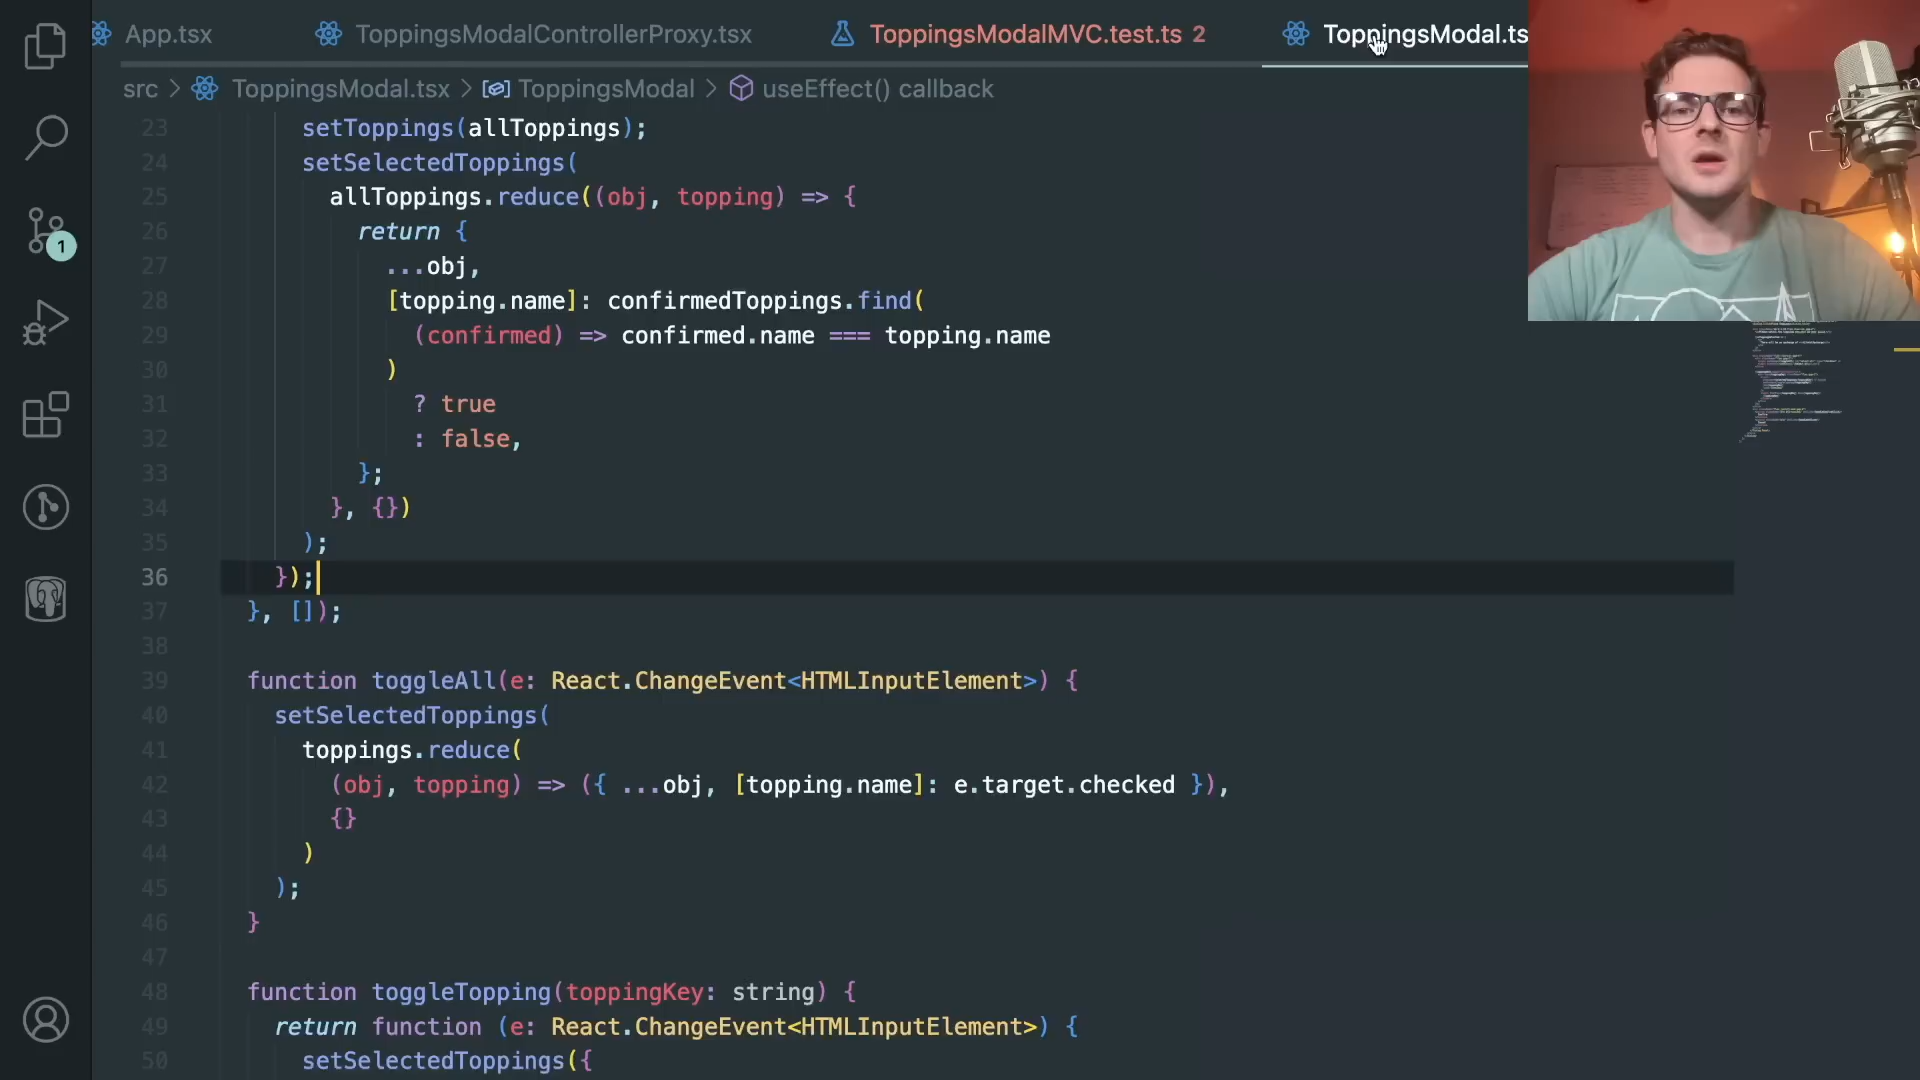 App.tsx
ToppingsModalControllerProxy.tsx
ToppingsModalMVC.test.ts 2
ToppingsModal.ts
src > ToppingsModal.tsx > ToppingsModal > useEffect() callback
23 setToppings(allToppings);
24 setSelectedToppings(
25 allToppings.reduce((obj, topping) => {
26 return {
27 ...obj,
28 [topping.name]: confirmedToppings.find(
29 (confirmed) => confirmed.name === topping.name
30 )
31 ? true
32 : false,
33 };
34 }, {})
35 );
36 });
37 }, []);
38
39 function toggleAll(e: React.ChangeEvent<HTMLInputElement>) {
40 setSelectedToppings(
41 toppings.reduce(
42 (obj, topping) => ({ ...obj, [topping.name]: e.target.checked }),
43 {}
44 )
45 );
46 }
47
48 function toggleTopping(toppingKey: string) {
49 return function (e: React.ChangeEvent<HTMLInputElement>) {
50 setSelectedToppings({
1